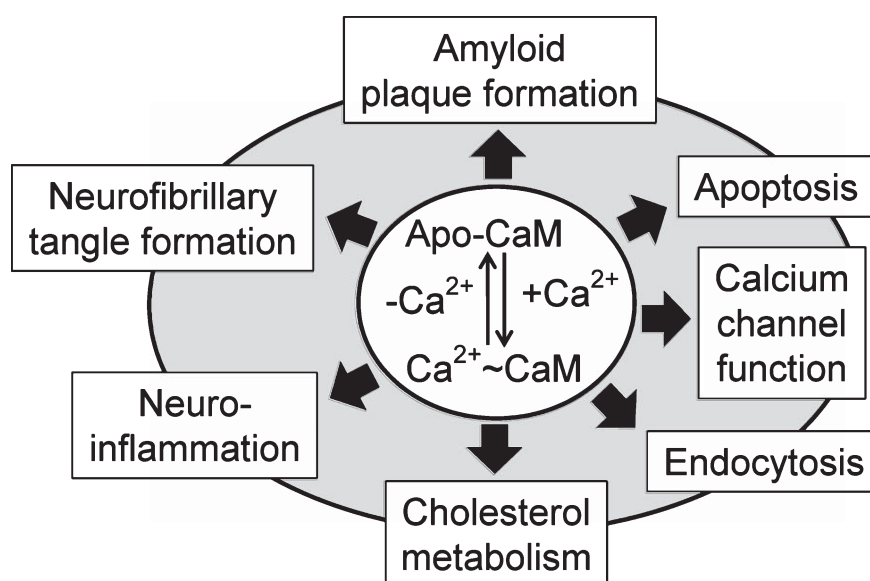 Amyloid
plaque formation
Neurofibrillary
tangle formation
Apoptosis
Apo-CaM
-Ca²⁺
+Ca²⁺
Ca²⁺~CaM
Calcium
channel
function
Neuro-
inflammation
Endocytosis
Cholesterol
metabolism